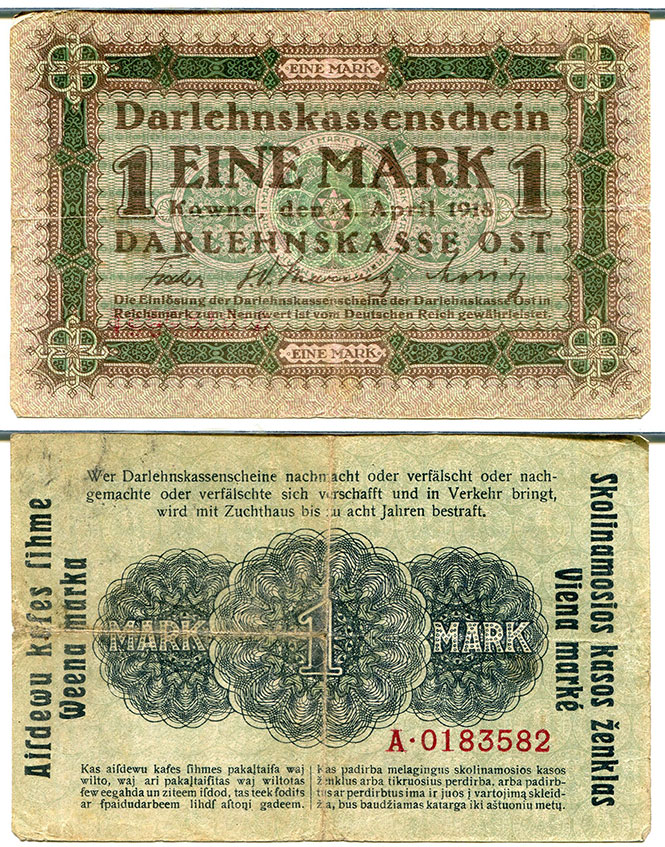 EINE MARK
Darlehnskassenschein
1 EINE MARK 1
Kowno, den 4. April 1918
DARLEHNSKASSE OST
Die Einlösung der Darlehnskassenscheine der Darlehnskasse Ost in
Reichsmark zum Nennwert ist vom Deutschen Reich gewährleistet.
EINE MARK
Wer Darlehnskassenscheine nachmacht oder verfälscht oder nach-
gemachte oder verfälschte sich verschafft und in Verkehr bringt,
wird mit Zuchthaus bis zu acht Jahren bestraft.
Aiſdewu kaſes ſihme
Weena marka
MARK 1 MARK
Skolinamosios kasos ženklas
Viena markė
A·0183582
Kas aiſdewu kaſes ſihmes pakaļtaiſa waj
wilto, waj ari pakaļtaiſitas waj wiltotas
ſew eegahda un ziteem iſdod, tas teek ſodits
ar ſpaidudarbeem lihdſ aſtoņi gadeem.
Kas padirba melagingus skolinamosios kasos
ženklus arba tikruosius perdirba, arba padirb-
tus ar perdirbtus ima ir juos į vartojimą skleid-
žia, bus baudžiamas katarga iki aštuonių metų.